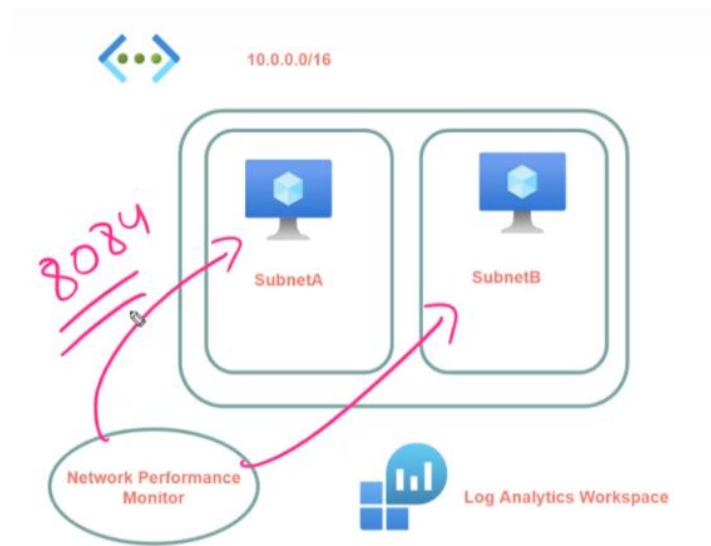 10.0.0.0/16
8084
SubnetA
SubnetB
Network Performance
Monitor
Log Analytics Workspace